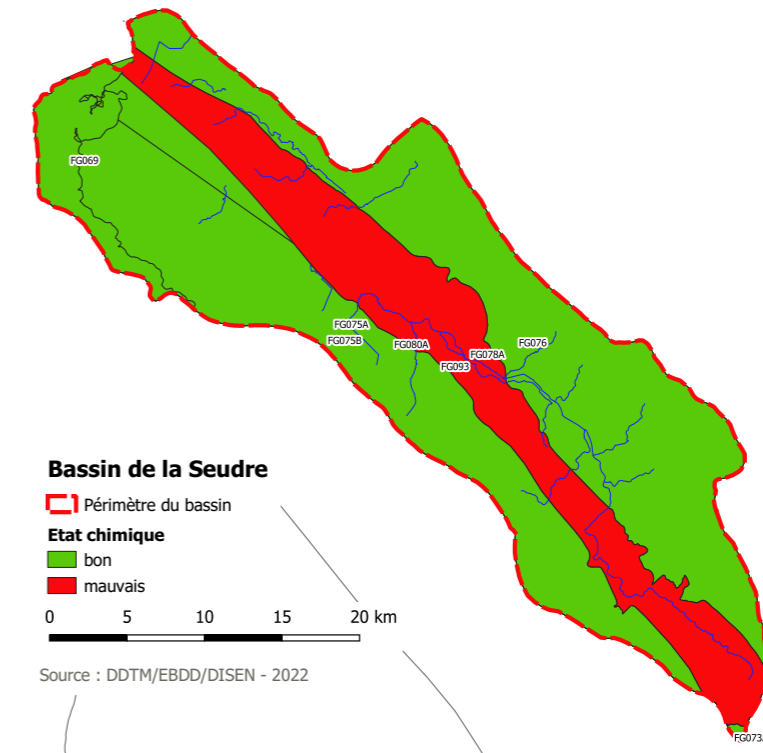 FG069
FG075A
FG075B
FG080A
FG078A
FG093
FG076
Bassin de la Seudre
Périmètre du bassin
Etat chimique
bon
mauvais
0 5 10 15 20 km
Source : DDTM/EBDD/DISEN - 2022